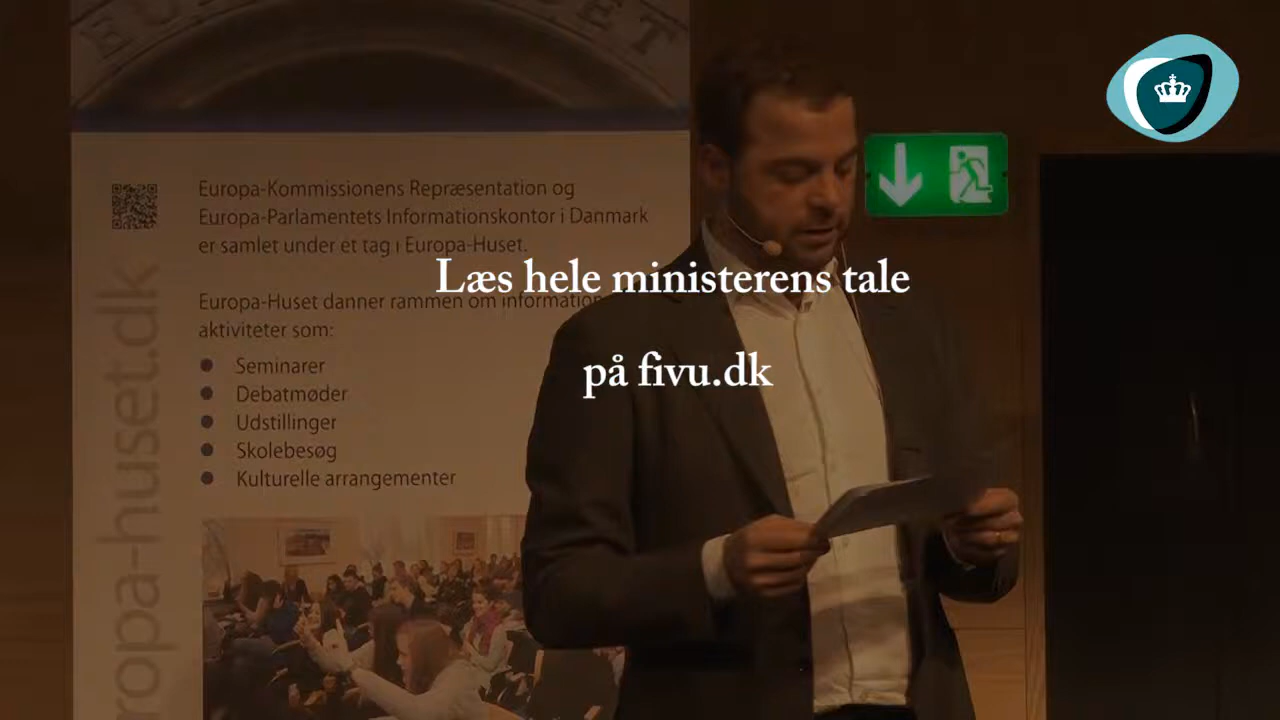 Europa-Kommissionens Repræsentation og
Europa-Parlamentets Informationskontor i Danmark
er samlet under et tag i Europa-Huset.
Europa-Huset danner rammen om information
aktiviteter som:
Seminarer
Debatmøder
Udstillinger
Skolebesøg
Kulturelle arrangementer
ropa-huset.dk
Læs hele ministerens tale
på fivu.dk